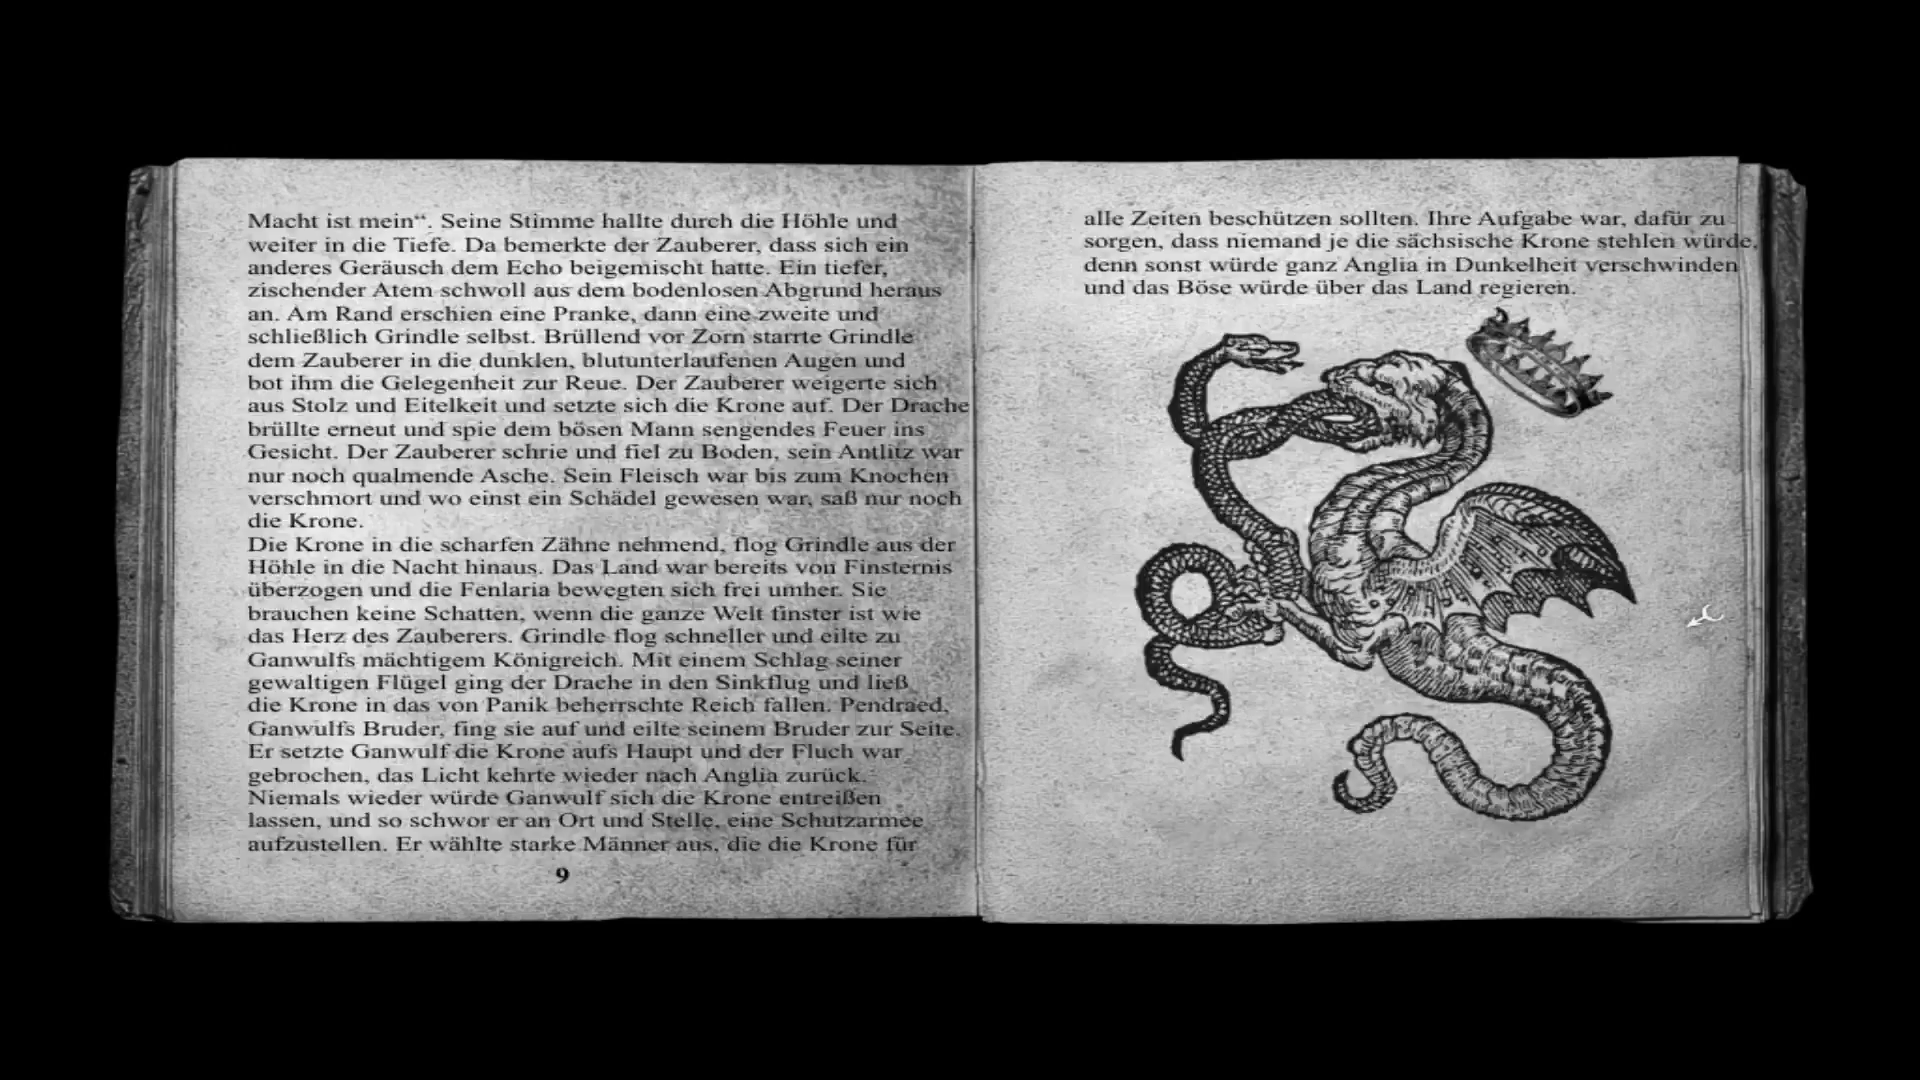 Macht ist mein“. Seine Stimme hallte durch die Höhle und
weiter in die Tiefe. Da bemerkte der Zauberer, dass sich ein
anderes Geräusch dem Echo beigemischt hatte. Ein tiefer,
zischender Atem schwoll aus dem bodenlosen Abgrund heraus
an. Am Rand erschien eine Pranke, dann eine zweite und
schließlich Grindle selbst. Brüllend vor Zorn starrte Grindle
dem Zauberer in die dunklen, blutunterlaufenen Augen und
bot ihm die Gelegenheit zur Reue. Der Zauberer weigerte sich
aus Stolz und Eitelkeit und setzte sich die Krone auf. Der Drache
brüllte erneut und spie dem bösen Mann sengendes Feuer ins
Gesicht. Der Zauberer schrie und fiel zu Boden, sein Antlitz war
nur noch qualmende Asche. Sein Fleisch war bis zum Knochen
verschmort und wo einst ein Schädel gewesen war, saß nur noch
die Krone.
Die Krone in die scharfen Zähne nehmend, flog Grindle aus der
Höhle in die Nacht hinaus. Das Land war bereits von Finsternis
überzogen und die Fenlaria bewegten sich frei umher. Sie
brauchen keine Schatten, wenn die ganze Welt finster ist wie
das Herz des Zauberers. Grindle flog schneller und eilte zu
Ganwulfs mächtigem Königreich. Mit einem Schlag seiner
gewaltigen Flügel ging der Drache in den Sinkflug und ließ
die Krone in das von Panik beherrschte Reich fallen. Pendraed,
Ganwulfs Bruder, fing sie auf und eilte seinem Bruder zur Seite.
Er setzte Ganwulf die Krone aufs Haupt und der Fluch war
gebrochen, das Licht kehrte wieder nach Anglia zurück.
Niemals wieder würde Ganwulf sich die Krone entreißen
lassen, und so schwor er an Ort und Stelle, eine Schutzarmee
aufzustellen. Er wählte starke Männer aus, die die Krone für
9
alle Zeiten beschützen sollten. Ihre Aufgabe war, dafür zu
sorgen, dass niemand je die sächsische Krone stehlen würde,
denn sonst würde ganz Anglia in Dunkelheit verschwinden
und das Böse würde über das Land regieren.